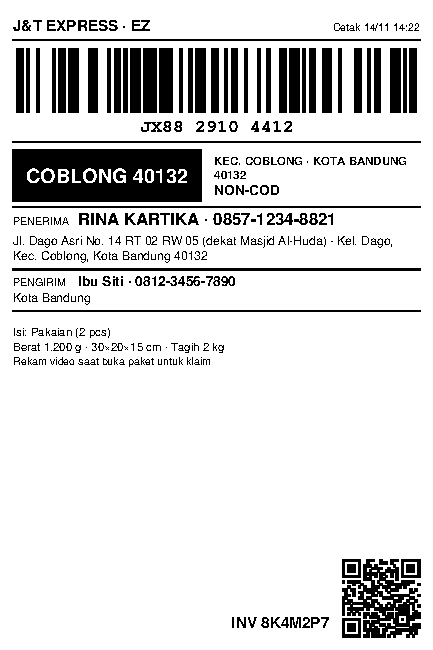 J&T EXPRESS · EZ
Cetak 14/11 14:22
JX88 2910 4412
COBLONG 40132
KEC. COBLONG · KOTA BANDUNG
40132
NON-COD
PENERIMA RINA KARTIKA · 0857-1234-8821
Jl. Dago Asri No. 14 RT 02 RW 05 (dekat Masjid Al-Huda) · Kel. Dago,
Kec. Coblong, Kota Bandung 40132
PENGIRIM Ibu Siti · 0812-3456-7890
Kota Bandung
Isi: Pakaian (2 pcs)
Berat 1.200 g · 30×20×15 cm · Tagih 2 kg
Rekam video saat buka paket untuk klaim
INV 8K4M2P7